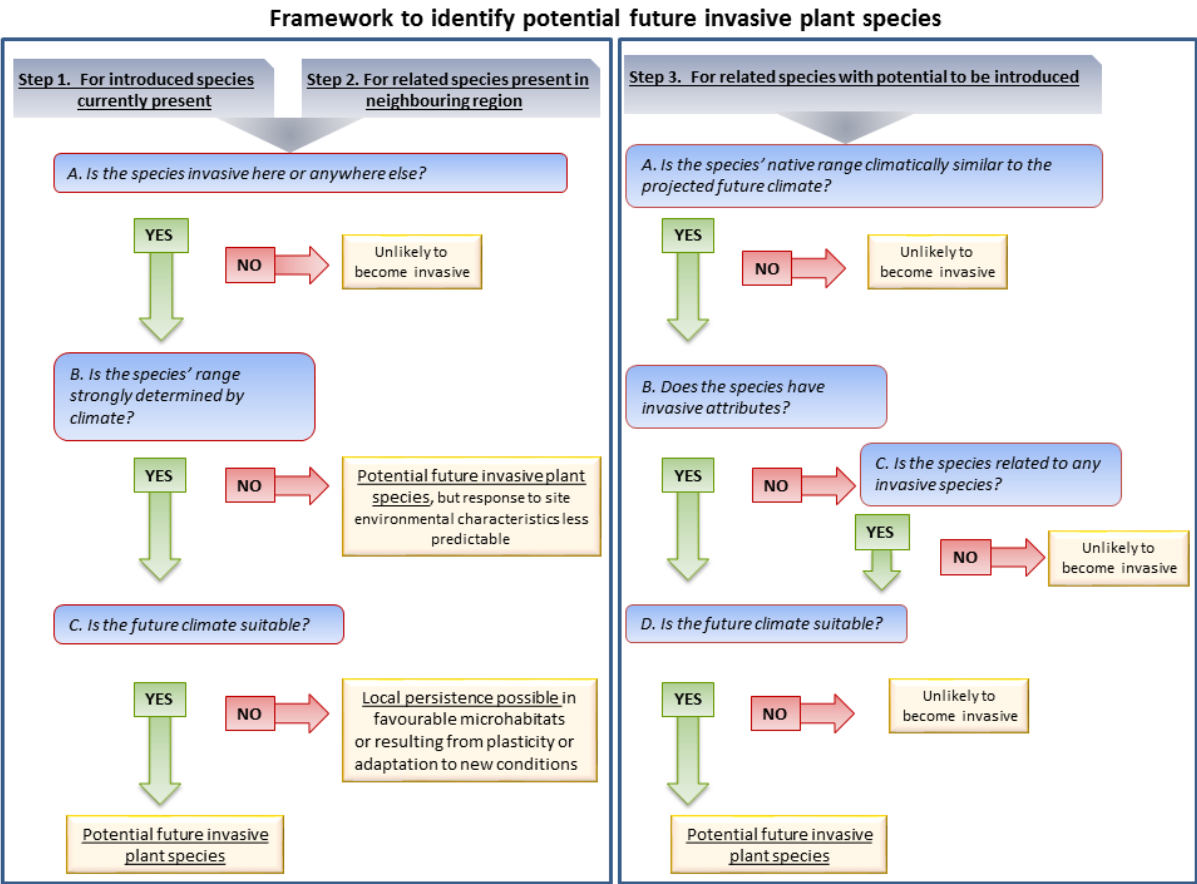 Framework to identify potential future invasive plant species
Step 1. For introduced species
currently present
Step 2. For related species present in
neighbouring region
A. Is the species invasive here or anywhere else?
YES
NO
Unlikely to
become invasive
B. Is the species' range
strongly determined by
climate?
YES
NO
Potential future invasive plant
species, but response to site
environmental characteristics less
predictable
C. Is the future climate suitable?
YES
NO
Local persistence possible in
favourable microhabitats
or resulting from plasticity or
adaptation to new conditions
Potential future invasive
plant species
Step 3. For related species with potential to be introduced
A. Is the species' native range climatically similar to the
projected future climate?
YES
NO
Unlikely to
become invasive
B. Does the species have
invasive attributes?
YES
NO
C. Is the species related to any
invasive species?
YES
NO
Unlikely to
become invasive
D. Is the future climate suitable?
YES
NO
Unlikely to
become invasive
Potential future invasive
plant species